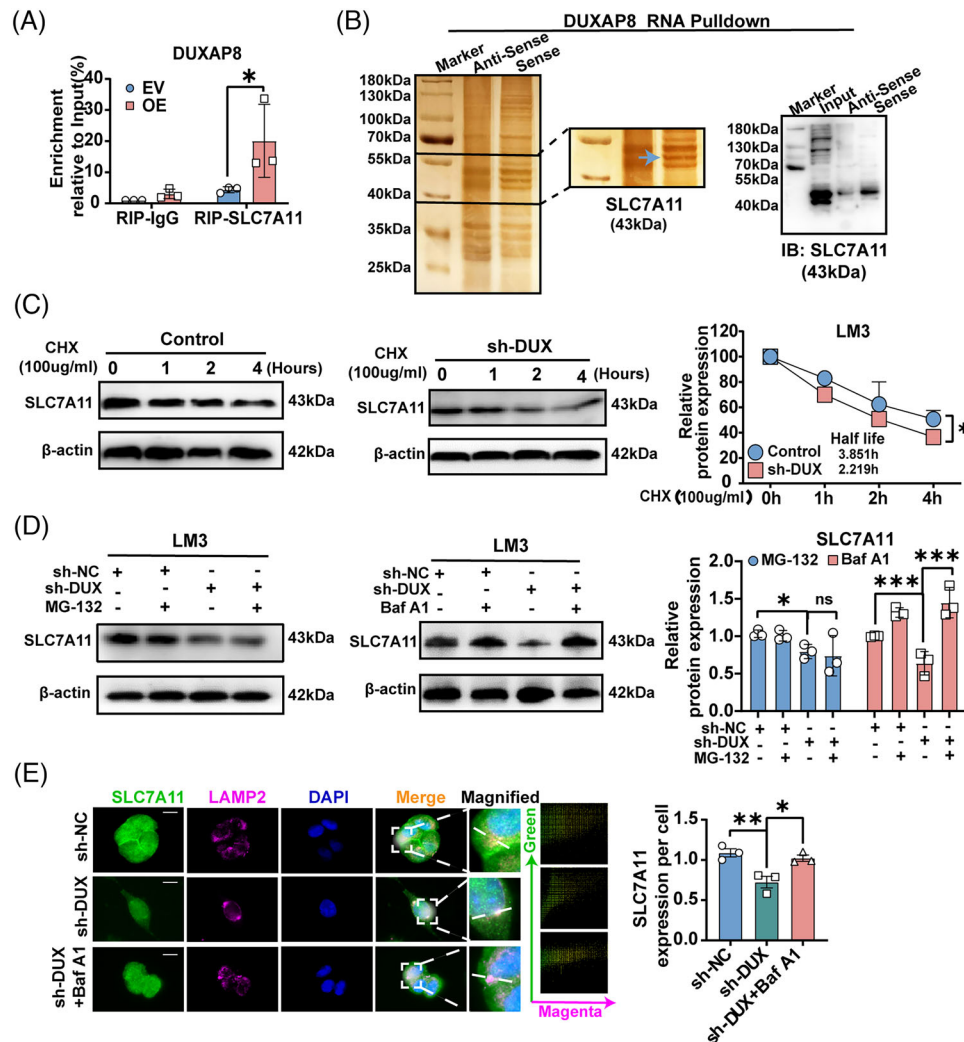 (A)
DUXAP8
Enrichment
relative to Input(%)
40
30
20
10
0
EV
OE
*
RIP-IgG
RIP-SLC7A11
(B)
DUXAP8 RNA Pulldown
Marker
Anti-Sense
Sense
180kDa
130kDa
100kDa
70kDa
55kDa
40kDa
35kDa
25kDa
SLC7A11
(43kDa)
Marker
Input
Anti-Sense
Sense
180kDa
130kDa
70kDa
55kDa
40kDa
IB: SLC7A11
(43kDa)
(C)
Control
CHX
(100ug/ml)
0 1 2 4 (Hours)
SLC7A11
43kDa
β-actin
42kDa
sh-DUX
CHX
(100ug/ml)
0 1 2 4 (Hours)
SLC7A11
43kDa
β-actin
42kDa
LM3
Relative
protein expression
120
100
80
60
40
20
0
Half life
Control 3.851h
sh-DUX 2.219h
*
CHX (100ug/ml) 0h 1h 2h 4h
(D)
LM3
sh-NC + + - -
sh-DUX - - + +
MG-132 - + - +
SLC7A11
43kDa
β-actin
42kDa
LM3
sh-NC + + - -
sh-DUX - - + +
Baf A1 - + - +
SLC7A11
43kDa
β-actin
42kDa
SLC7A11
MG-132
Baf A1
Relative
protein expression
2.0
1.5
1.0
0.5
0.0
*
ns
***
***
sh-NC + + - - + + - -
sh-DUX - - + + - - + +
MG-132 - + - + - + - +
(E)
SLC7A11
LAMP2
DAPI
Merge
Magnified
sh-NC
sh-DUX
sh-DUX
+Baf A1
Green
Magenta
SLC7A11
expression per cell
1.5
1.0
0.5
0.0
**
*
sh-NC
sh-DUX
sh-DUX+Baf A1